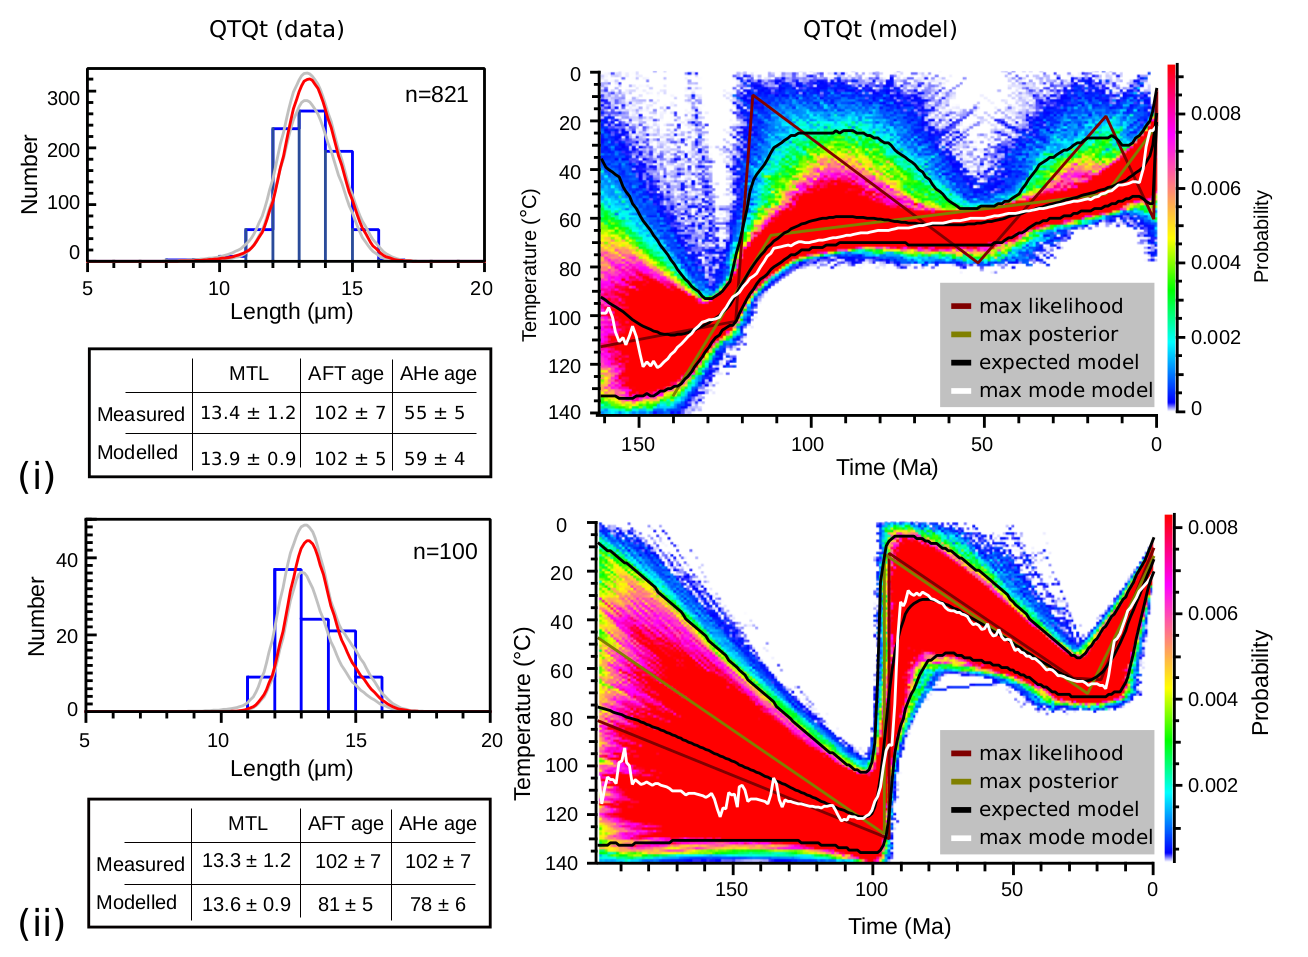 QTQt (data)
QTQt (model)
n=821
Number
300
200
100
0
5
10
15
20
Length (µm)
MTL
AFT age
AHe age
Measured
13.4 ± 1.2
102 ± 7
55 ± 5
Modelled
13.9 ± 0.9
102 ± 5
59 ± 4
(i)
Temperature (°C)
0
20
40
60
80
100
120
140
150
100
50
0
Time (Ma)
max likelihood
max posterior
expected model
max mode model
0.008
0.006
0.004
0.002
0
Probability
n=100
Number
40
20
0
5
10
15
20
Length (µm)
MTL
AFT age
AHe age
Measured
13.3 ± 1.2
102 ± 7
102 ± 7
Modelled
13.6 ± 0.9
81 ± 5
78 ± 6
(ii)
Temperature (°C)
0
20
40
60
80
100
120
140
150
100
50
0
Time (Ma)
max likelihood
max posterior
expected model
max mode model
0.008
0.006
0.004
0.002
Probability